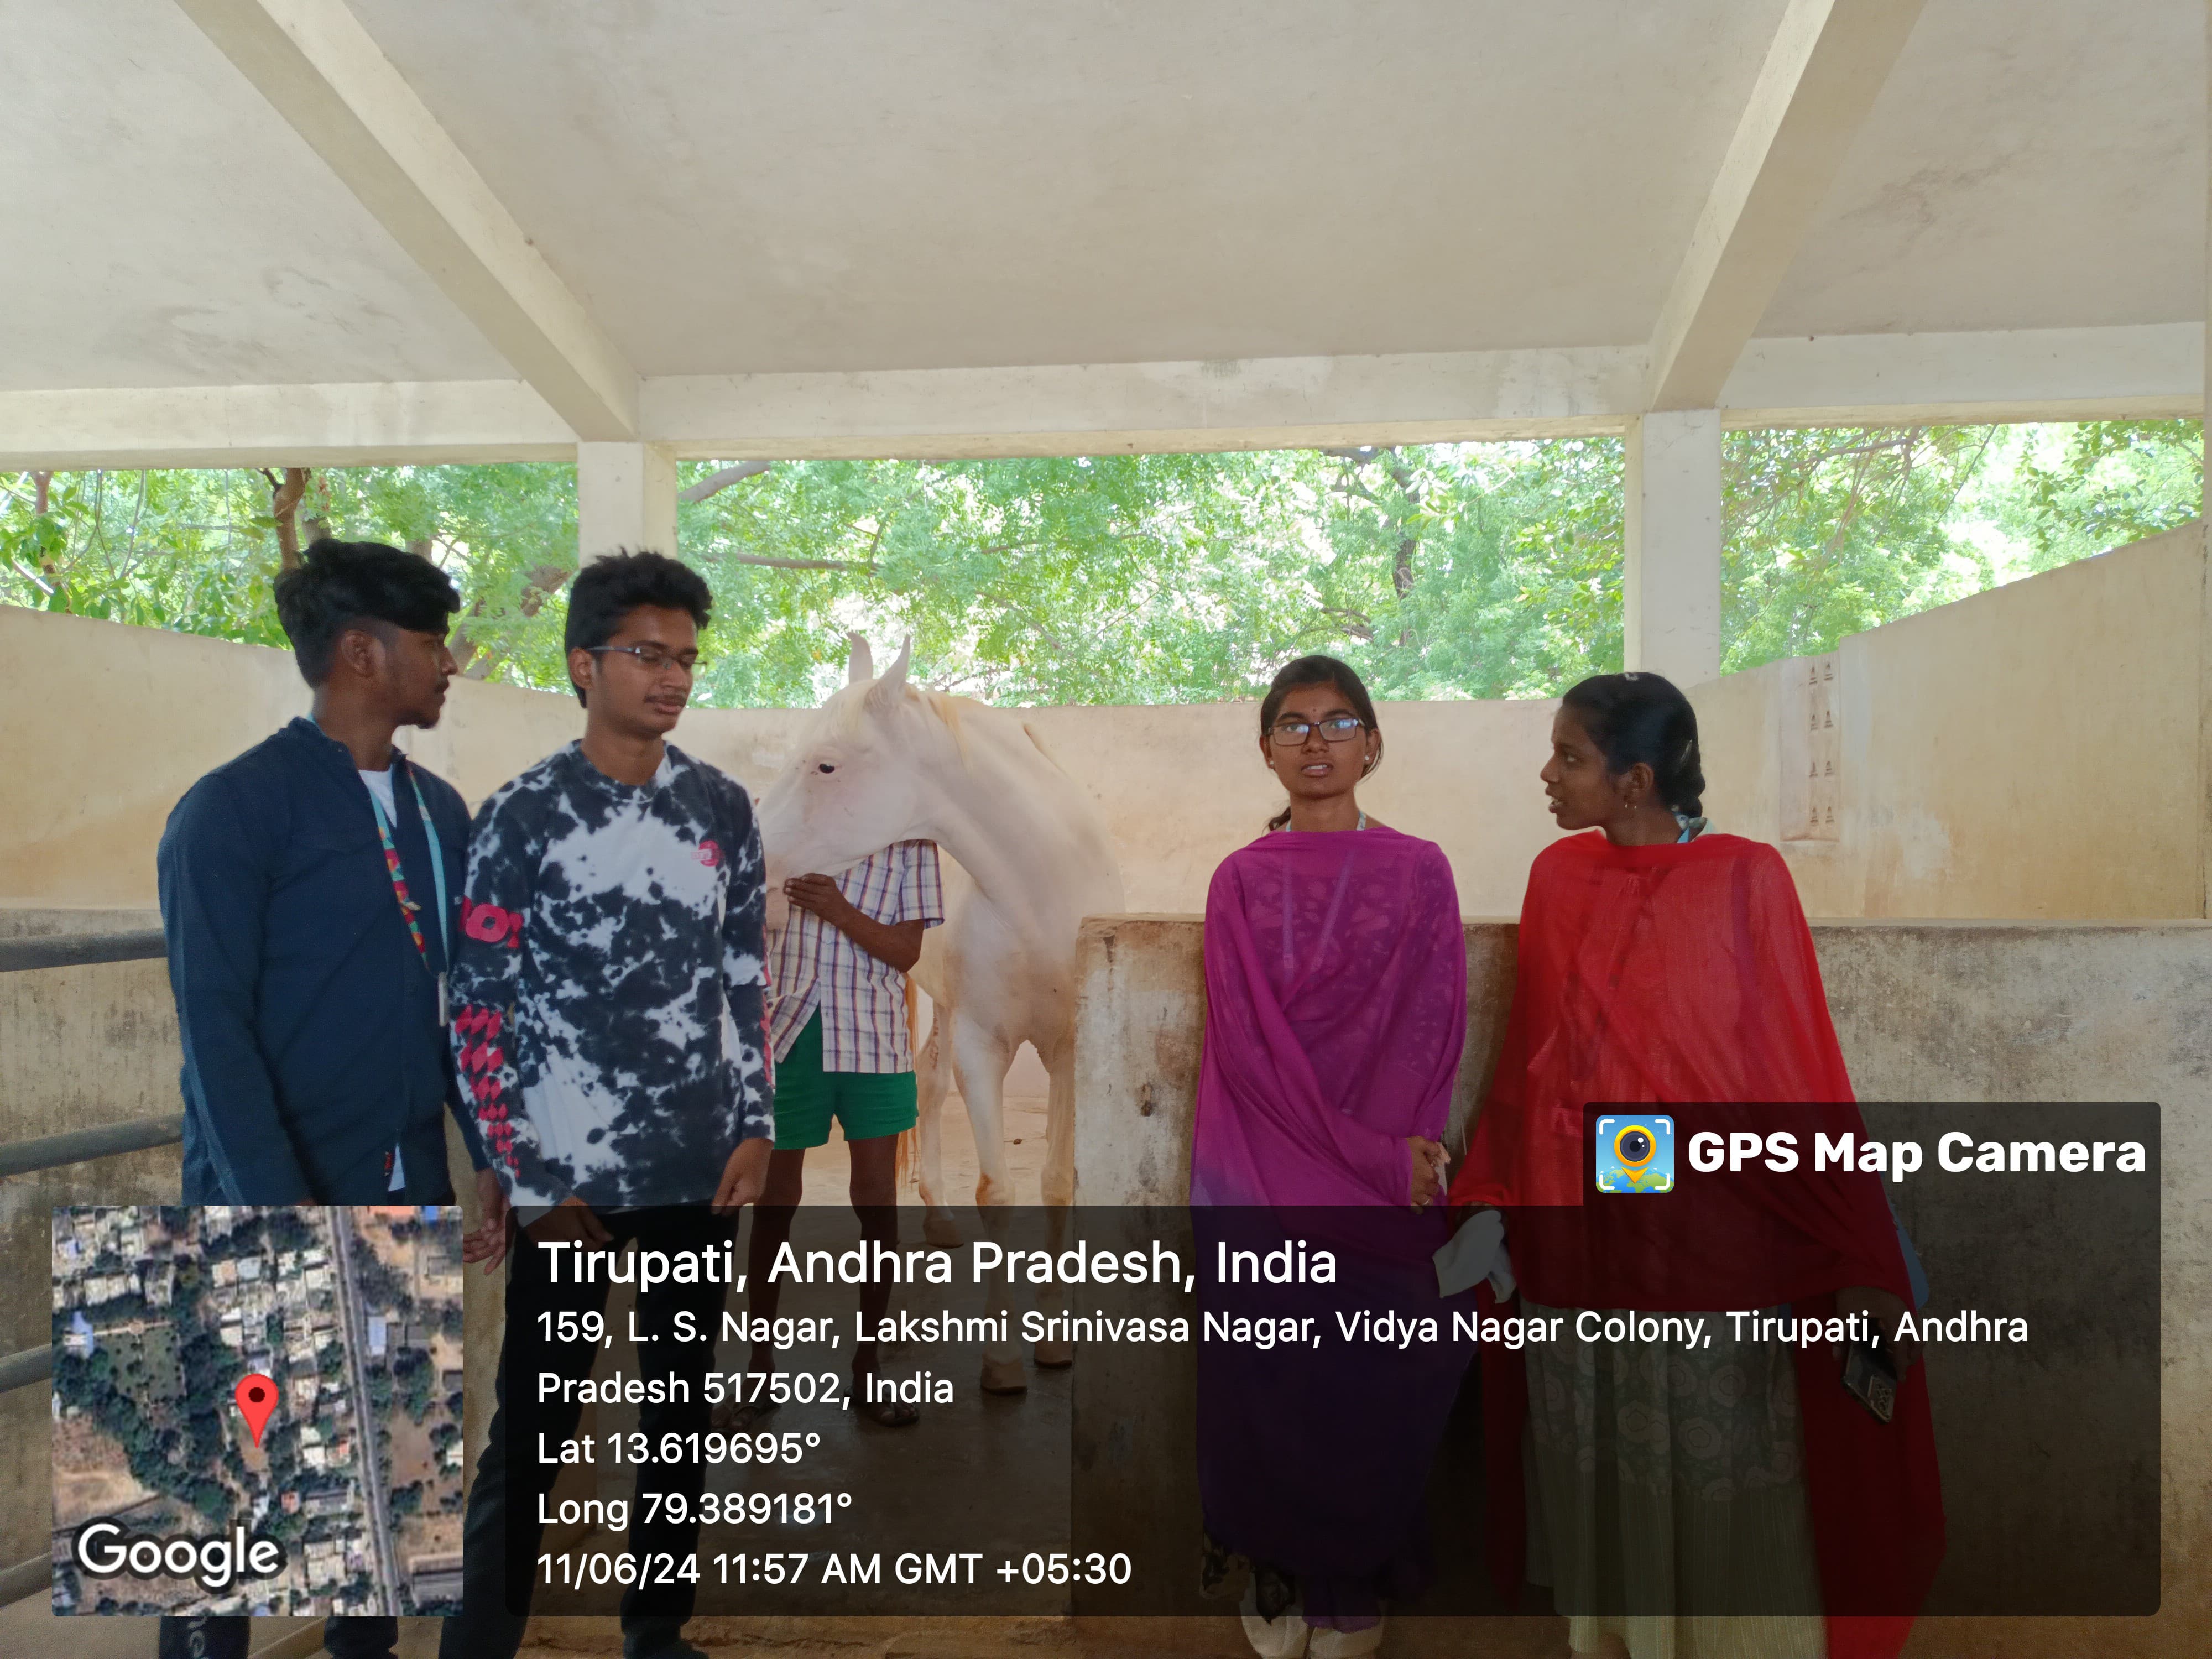 GPS Map Camera
Tirupati, Andhra Pradesh, India
159, L. S. Nagar, Lakshmi Srinivasa Nagar, Vidya Nagar Colony, Tirupati, Andhra
Pradesh 517502, India
Lat 13.619695°
Long 79.389181°
11/06/24 11:57 AM GMT +05:30
Google